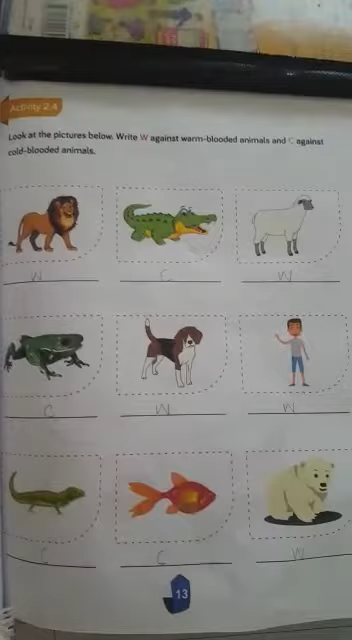 Activity 2.4
Look at the pictures below. Write W against warm-blooded animals and C against
cold-blooded animals.
W C W
C W W
C C W
13